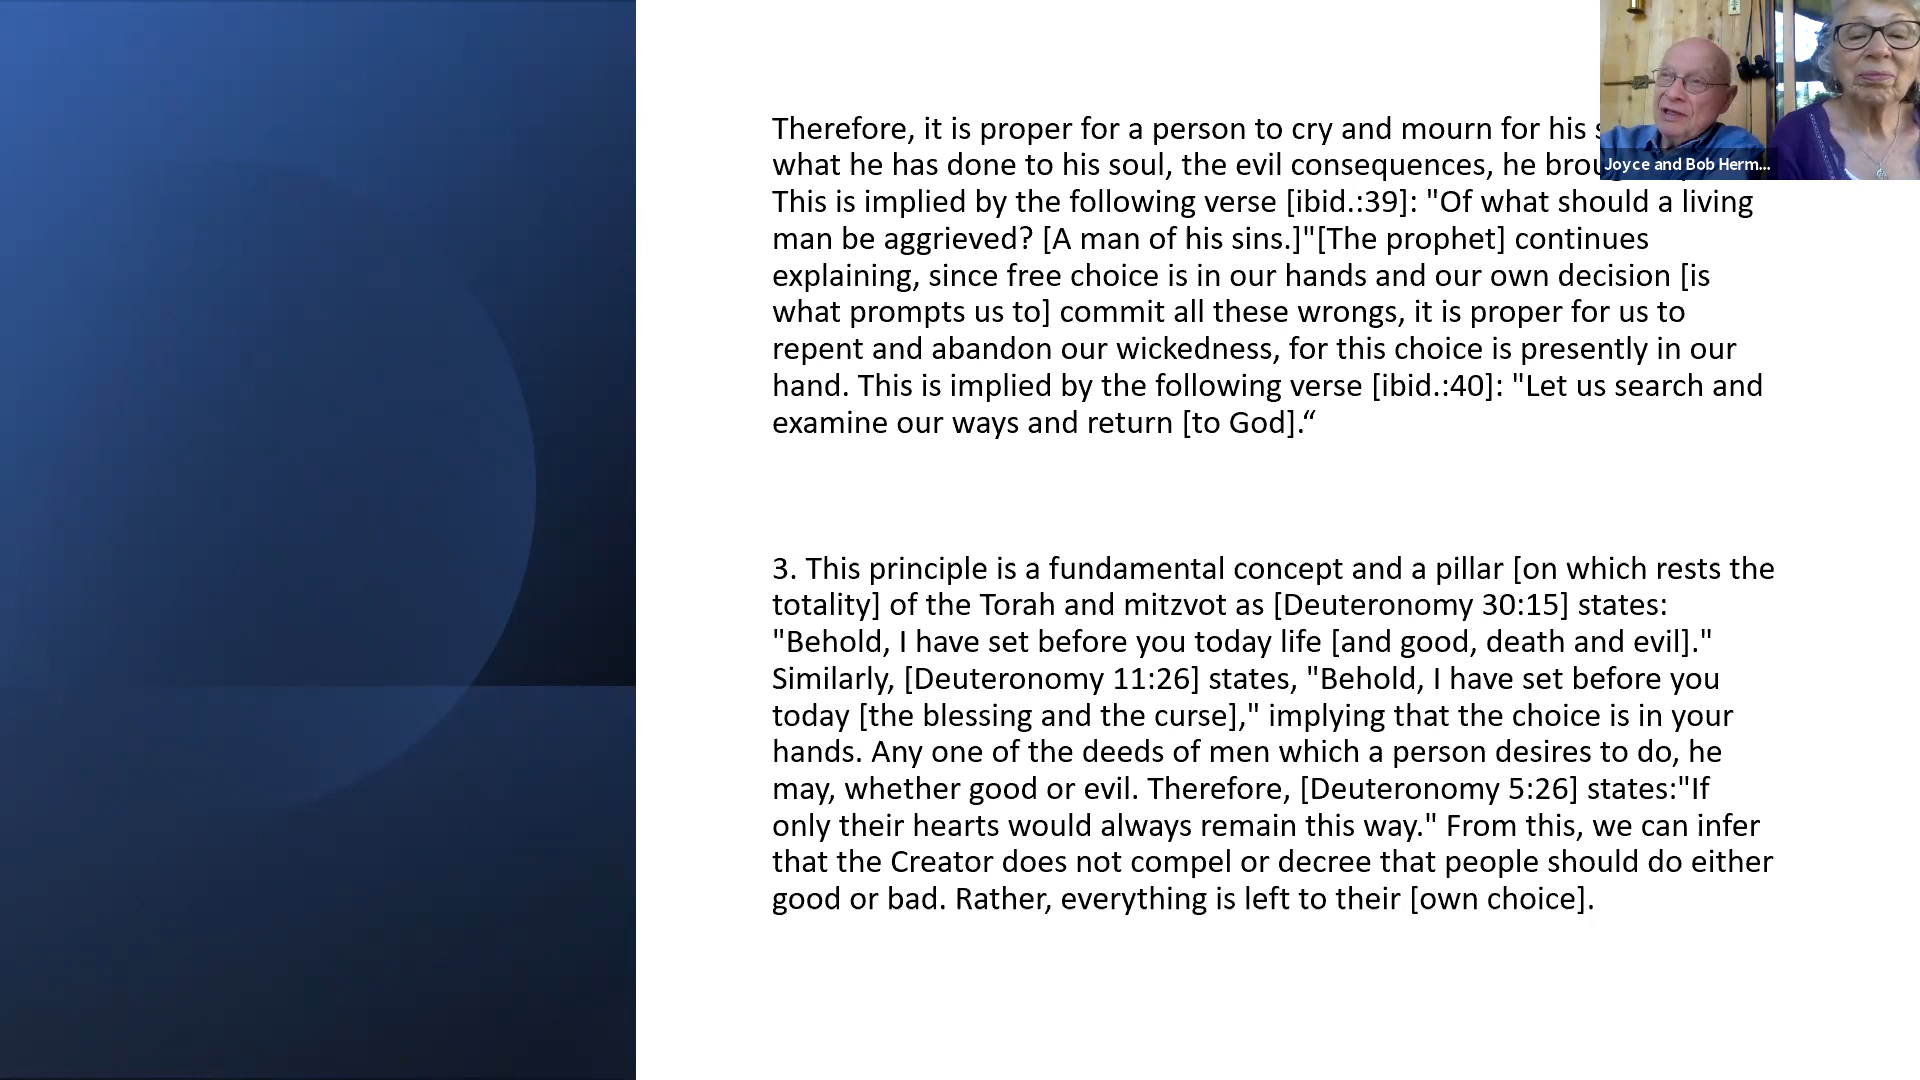 Therefore, it is proper for a person to cry and mourn for his
what he has done to his soul, the evil consequences, he
This is implied by the following verse [ibid.:39]: "Of what should a living
man be aggrieved? [A man of his sins.]"[The prophet] continues
explaining, since free choice is in our hands and our own decision [is
what prompts us to] commit all these wrongs, it is proper for us to
repent and abandon our wickedness, for this choice is presently in our
hand. This is implied by the following verse [ibid.:40]: "Let us search and
examine our ways and return [to God].“
3. This principle is a fundamental concept and a pillar [on which rests the
totality] of the Torah and mitzvot as [Deuteronomy 30:15] states:
"Behold, I have set before you today life [and good, death and evil]."
Similarly, [Deuteronomy 11:26] states, "Behold, I have set before you
today [the blessing and the curse]," implying that the choice is in your
hands. Any one of the deeds of men which a person desires to do, he
may, whether good or evil. Therefore, [Deuteronomy 5:26] states:"If
only their hearts would always remain this way." From this, we can infer
that the Creator does not compel or decree that people should do either
good or bad. Rather, everything is left to their [own choice].
Joyce and Bob Herm...